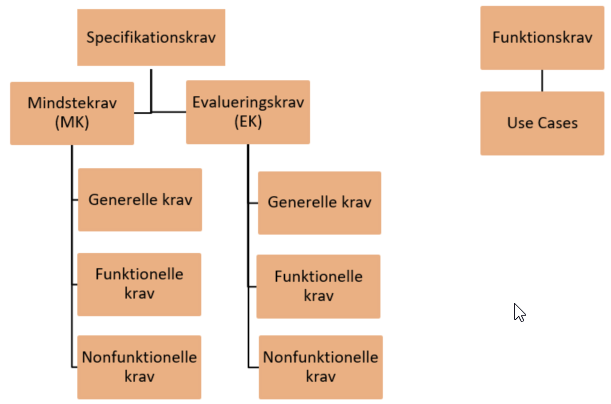 Specifikationskrav
Mindstekrav
(MK)
Evalueringskrav
(EK)
Generelle krav
Funktionelle
krav
Nonfunktionelle
krav
Generelle krav
Funktionelle
krav
Nonfunktionelle
krav
Funktionskrav
Use Cases